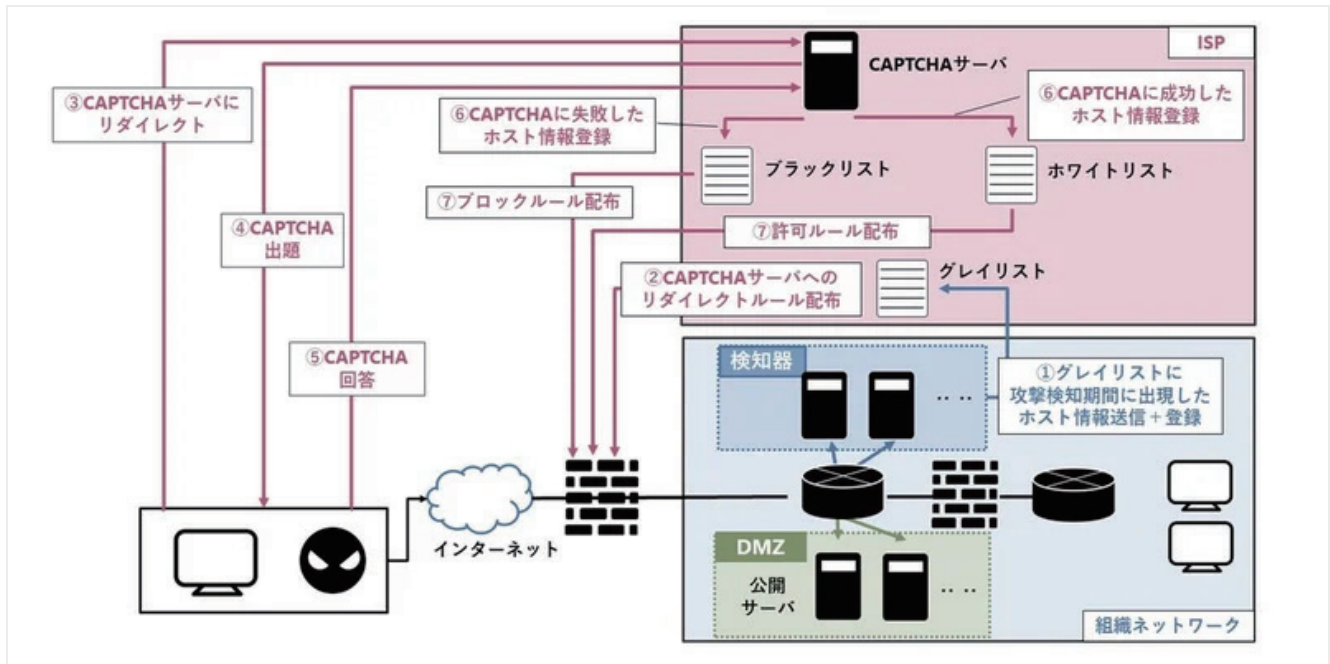 ISP
CAPTCHAサーバ
③CAPTCHAサーバに
リダイレクト
⑥CAPTCHAに失敗した
ホスト情報登録
⑥CAPTCHAに成功した
ホスト情報登録
ブラックリスト
ホワイトリスト
⑦ブロックルール配布
④CAPTCHA
出題
⑦許可ルール配布
②CAPTCHAサーバへの
リダイレクトルール配布
グレイリスト
⑤CAPTCHA
回答
検知器
‥ ‥
①グレイリストに
攻撃検知期間に出現した
ホスト情報送信+登録
インターネット
DMZ
公開
サーバ
‥ ‥
組織ネットワーク